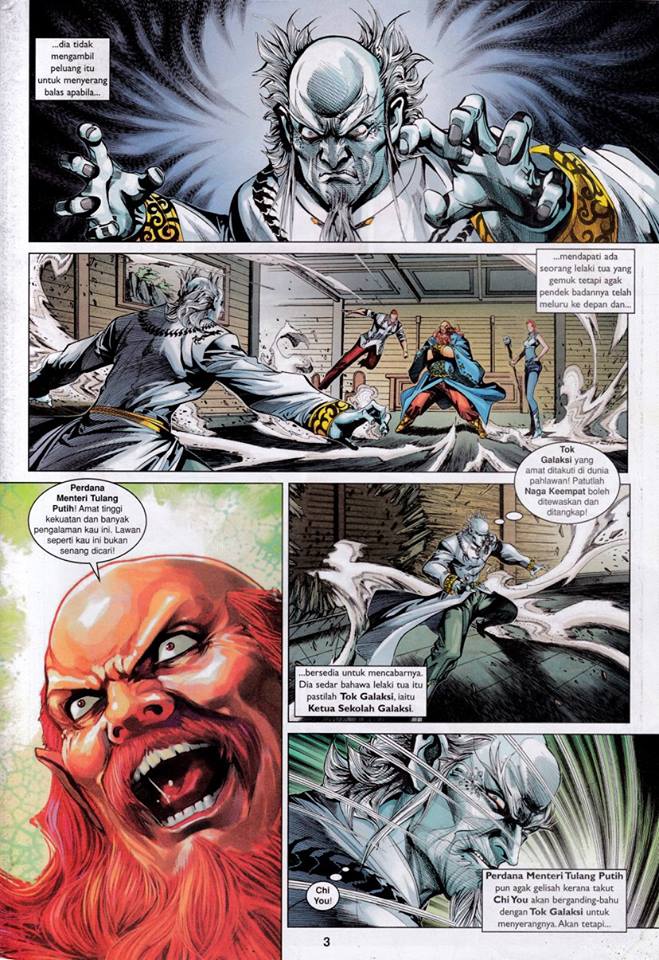 ...dia tidak
mengambil
peluang itu
untuk menyerang
balas apabila...
...mendapati ada
seorang lelaki tua yang
gemuk tetapi agak
pendek badannya telah
meluru ke depan dan...
Perdana
Menteri Tulang
Putih! Amat tinggi
kekuatan dan banyak
pengalaman kau ini. Lawan
seperti kau ini bukan
senang dicari!
Tok
Galaksi yang
amat ditakuti di dunia
pahlawan! Patutlah
Naga Keempat boleh
ditewaskan dan
ditangkap!
...bersedia untuk mencabarnya.
Dia sedar bahawa lelaki tua itu
pastilah Tok Galaksi, iaitu
Ketua Sekolah Galaksi.
Chi
You!
Perdana Menteri Tulang Putih
pun agak gelisah kerana takut
Chi You akan berganding-bahu
dengan Tok Galaksi untuk
menyerangnya. Akan tetapi...
3